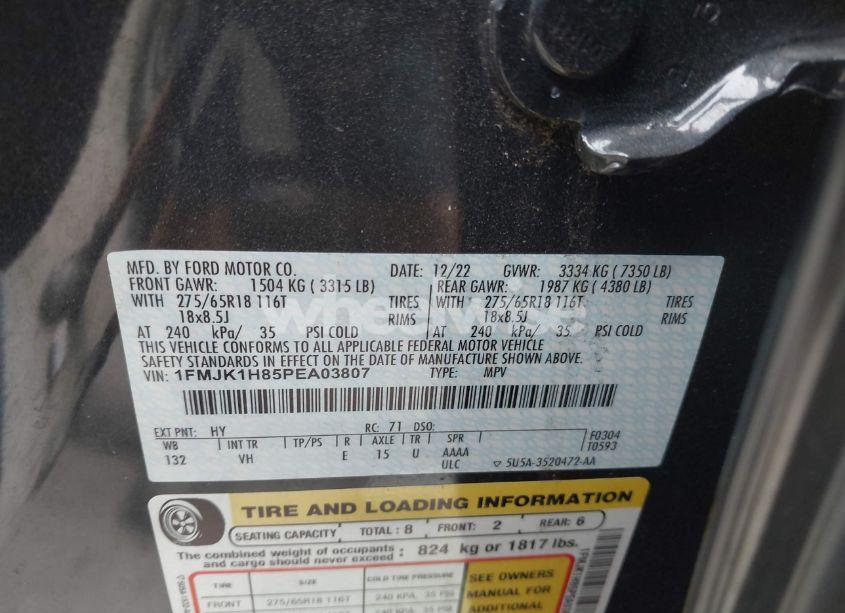 MFD. BY FORD MOTOR CO. DATE: 12/22 GVWR: 3334 KG ( 7350 LB)
FRONT GAWR: 1504 KG ( 3315 LB) REAR GAWR: 1987 KG ( 4380 LB)
WITH 275/65R18 116T TIRES WITH 275/65R18 116T TIRES
18x8.5J RIMS 18x8.5J RIMS
AT 240 kPa/ 35 PSI COLD AT 240 kPa/ 35 PSI COLD
THIS VEHICLE CONFORMS TO ALL APPLICABLE FEDERAL MOTOR VEHICLE
SAFETY STANDARDS IN EFFECT ON THE DATE OF MANUFACTURE SHOWN ABOVE.
VIN: 1FMJK1H85PEA03807 TYPE: MPV
wheelwise
EXT PNT: HY RC: 71 DSO: F0304
WB INT TR TP/PS R AXLE TR SPR T0593
132 VH E 15 U AAAA
ULC ▽ 5U5A-3520472-AA
TIRE AND LOADING INFORMATION
SEATING CAPACITY TOTAL: 8 FRONT: 2 REAR: 6
The combined weight of occupants and cargo should never exceed: 824 kg or 1817 lbs.
TIRE SIZE COLD TIRE PRESSURE SEE OWNERS
FRONT 275/65R18 116T 240 KPA, 35 PSI MANUAL FOR
ADDITIONAL